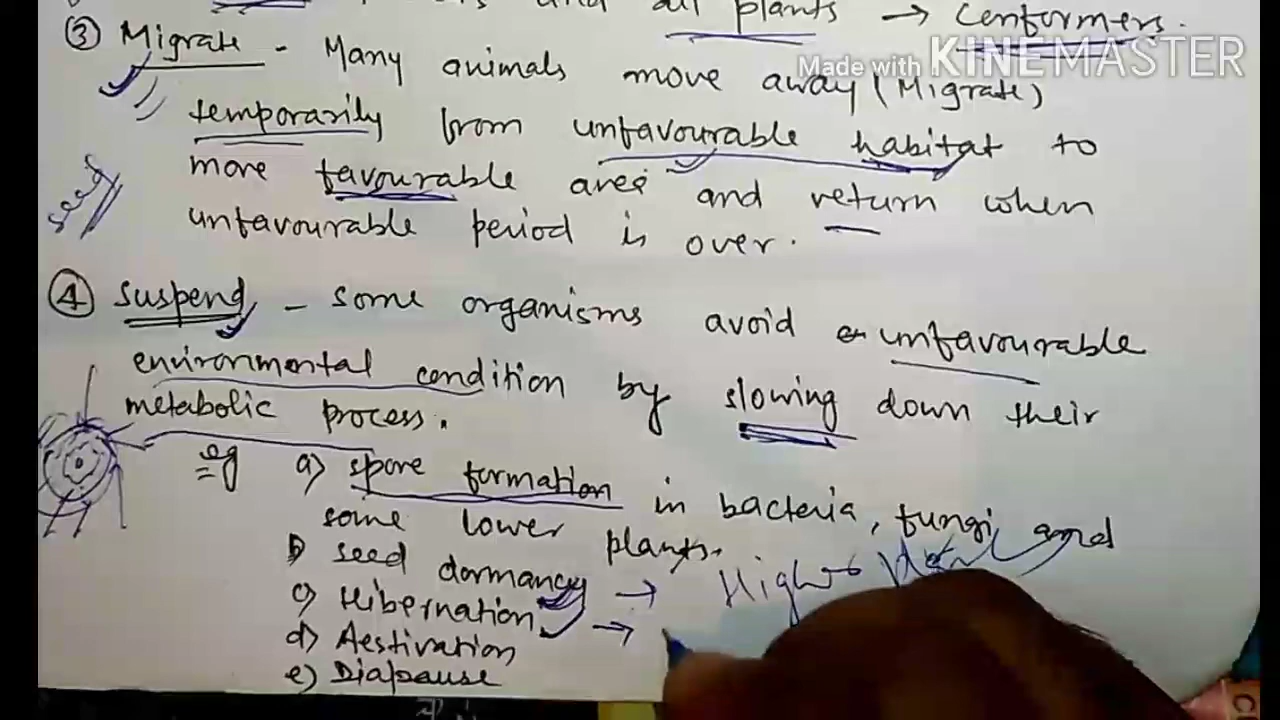 and all plants → Conformers.
Made with KINEMASTER
③ Migrate - Many animals move away (Migrate)
temporarily from unfavourable habitat to
more favourable area and return when
unfavourable period is over.
seed
④ Suspend - Some organisms avoid unfavourable
environmental condition by slowing down their
metabolic process.
eg a) spore formation in bacteria, fungi and
some lower plants.
b) seed dormancy → Higher
c) Hibernation →
d) Aestivation
e) Diapause